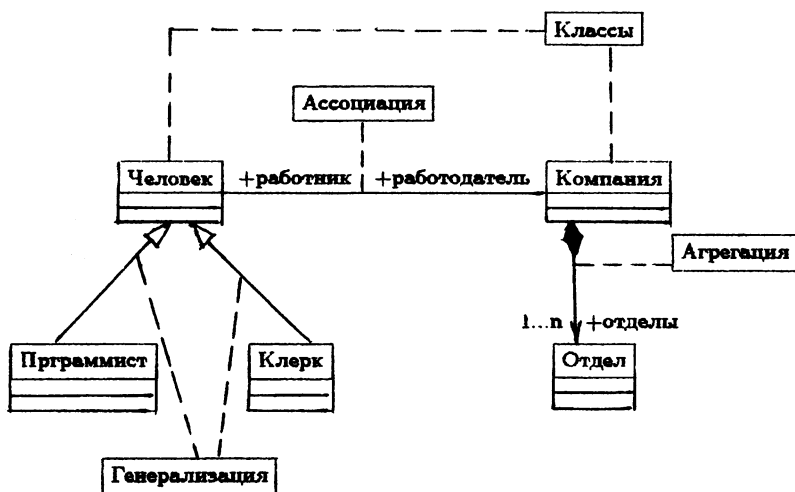 Классы
Ассоциация
Человек
+работник
+работодатель
Компания
Агрегация
1...n
+отделы
Прграммист
Клерк
Отдел
Генерализация